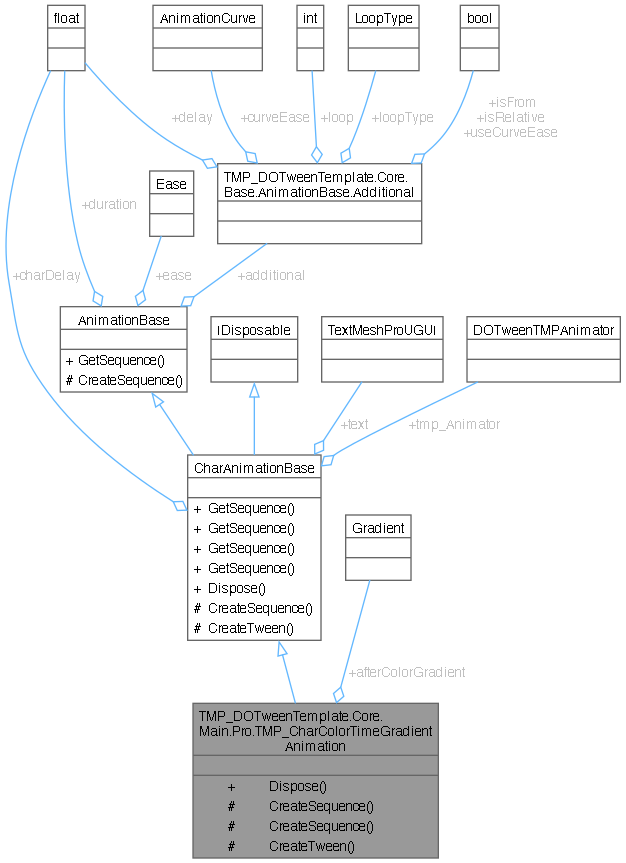 float
AnimationCurve
int
LoopType
bool
+delay
+curveEase
+loop
+loopType
+isFrom
+isRelative
+useCurveEase
TMP_DOTweenTemplate.Core.
Base.AnimationBase.Additional
Ease
+duration
+charDelay
+ease
+additional
AnimationBase
+ GetSequence()
# CreateSequence()
IDisposable
TextMeshProUGUI
DOTweenTMPAnimator
+text
+tmp_Animator
CharAnimationBase
+ GetSequence()
+ GetSequence()
+ GetSequence()
+ GetSequence()
+ Dispose()
# CreateSequence()
# CreateTween()
Gradient
+afterColorGradient
TMP_DOTweenTemplate.Core.
Main.Pro.TMP_CharColorTimeGradient
Animation
+ Dispose()
# CreateSequence()
# CreateSequence()
# CreateTween()